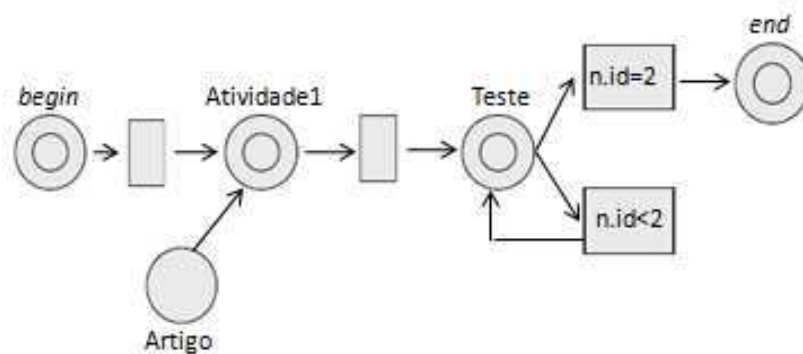 begin
Atividade1
Teste
n.id=2
end
n.id<2
Artigo